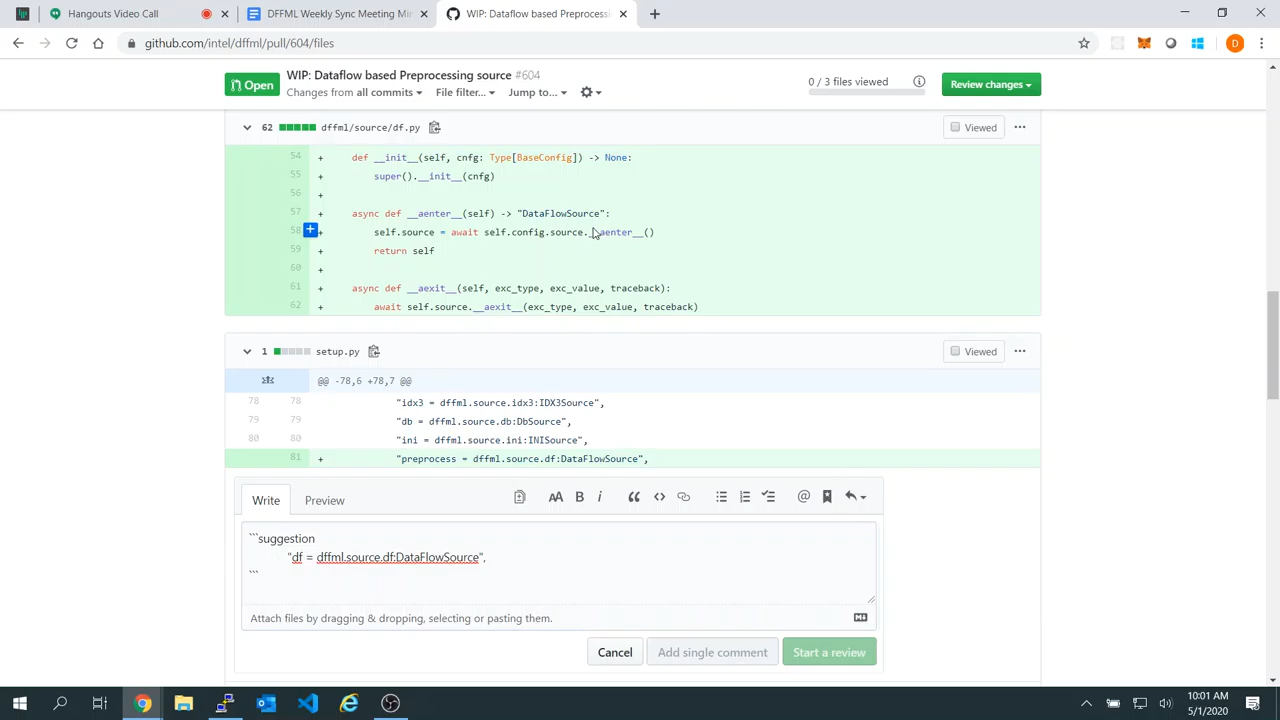 Hangouts Video Call
DFFML Weekly Sync Meeting Min
WIP: Dataflow based Preprocessi
github.com/intel/dffml/pull/604/files
D
Open
WIP: Dataflow based Preprocessing source #604
Changes from all commits
File filter...
Jump to...
0 / 3 files viewed
Review changes
62
dffml/source/df.py
Viewed
54 + def __init__(self, cnfg: Type[BaseConfig]) -> None:
55 + super().__init__(cnfg)
56 +
57 + async def __aenter__(self) -> "DataFlowSource":
58 + self.source = await self.config.source.__aenter__()
59 + return self
60 +
61 + async def __aexit__(self, exc_type, exc_value, traceback):
62 + await self.source.__aexit__(exc_type, exc_value, traceback)
1
setup.py
Viewed
@@ -78,6 +78,7 @@
78 78 "idx3 = dffml.source.idx3:IDX3Source",
79 79 "db = dffml.source.db:DbSource",
80 80 "ini = dffml.source.ini:INISource",
81 + "preprocess = dffml.source.df:DataFlowSource",
Write
Preview
```suggestion
"df = dffml.source.df:DataFlowSource",
```
Attach files by dragging & dropping, selecting or pasting them.
Cancel
Add single comment
Start a review
10:01 AM
5/1/2020